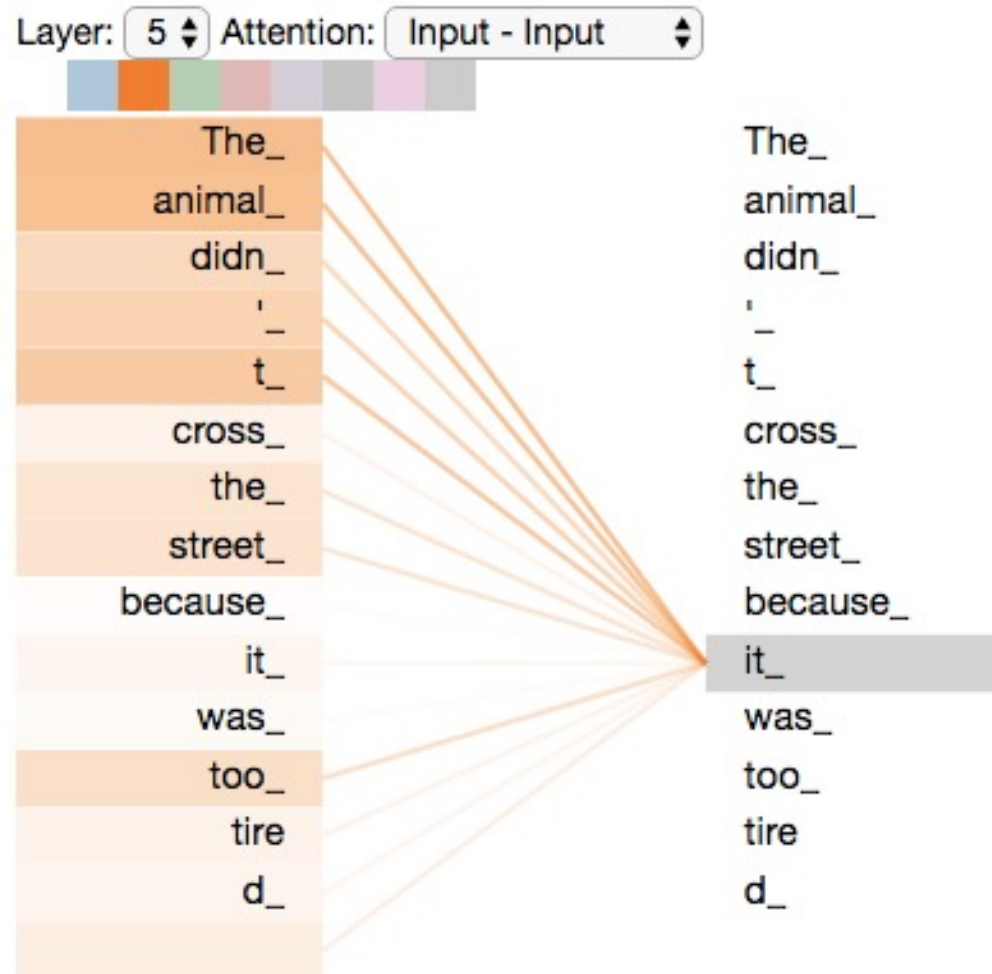 Layer: 5 Attention: Input - Input
The_ The_
animal_ animal_
didn_ didn_
'_ '_
t_ t_
cross_ cross_
the_ the_
street_ street_
because_ because_
it_ it_
was_ was_
too_ too_
tire tire
d_ d_